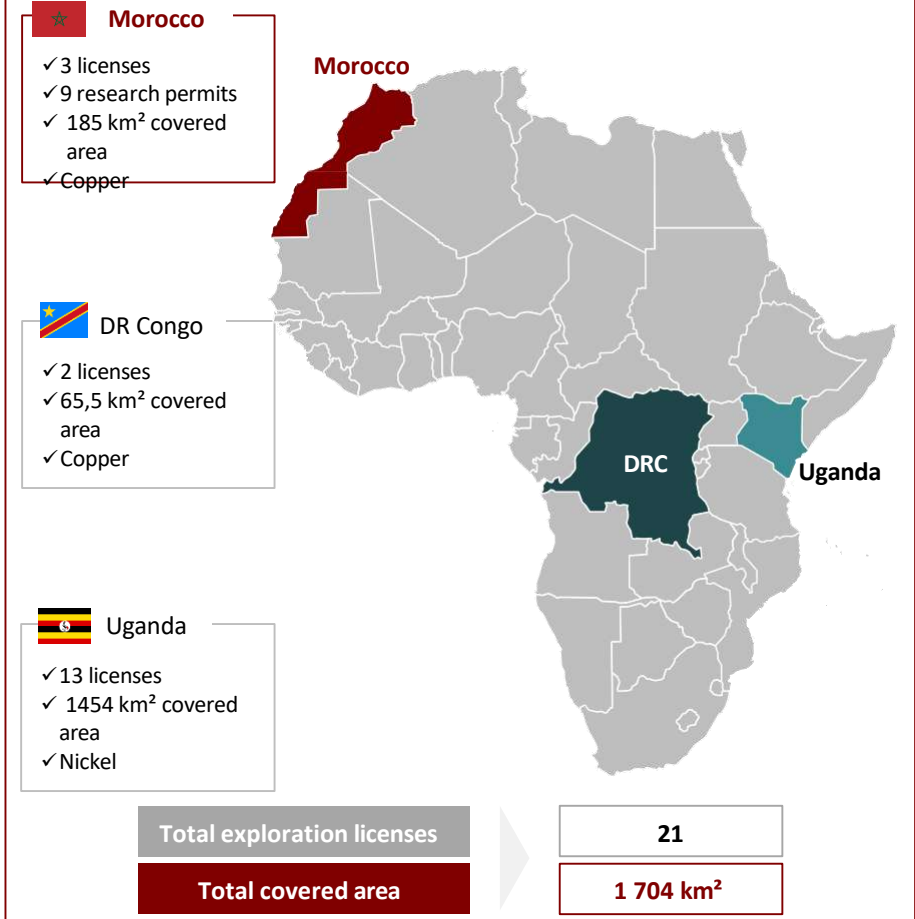 Morocco
✓3 licenses
✓9 research permits
✓ 185 km² covered
area
✓Copper
Morocco
DR Congo
✓2 licenses
✓65,5 km² covered
area
✓Copper
DRC
Uganda
Uganda
✓13 licenses
✓ 1454 km² covered
area
✓Nickel
Total exploration licenses
21
Total covered area
1 704 km²